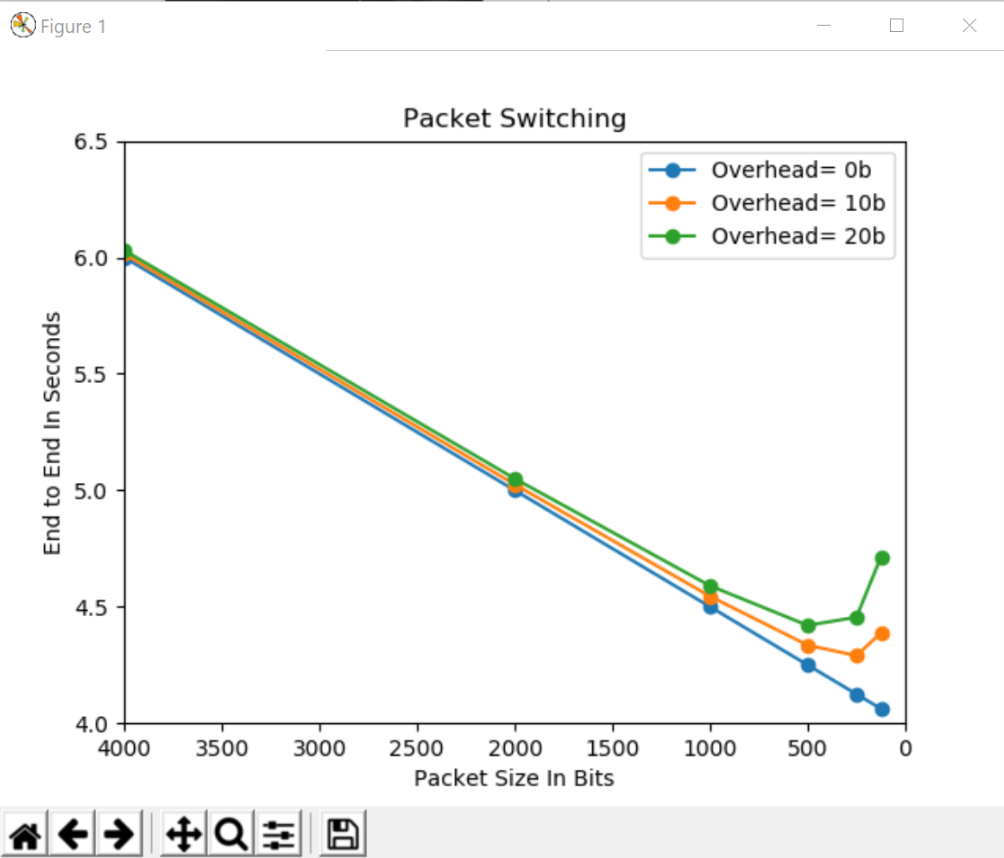 Figure 1
Packet Switching
6.5
6.0
5.5
5.0
4.5
4.0
End to End In Seconds
Overhead= 0b
Overhead= 10b
Overhead= 20b
4000 3500 3000 2500 2000 1500 1000 500 0
Packet Size In Bits